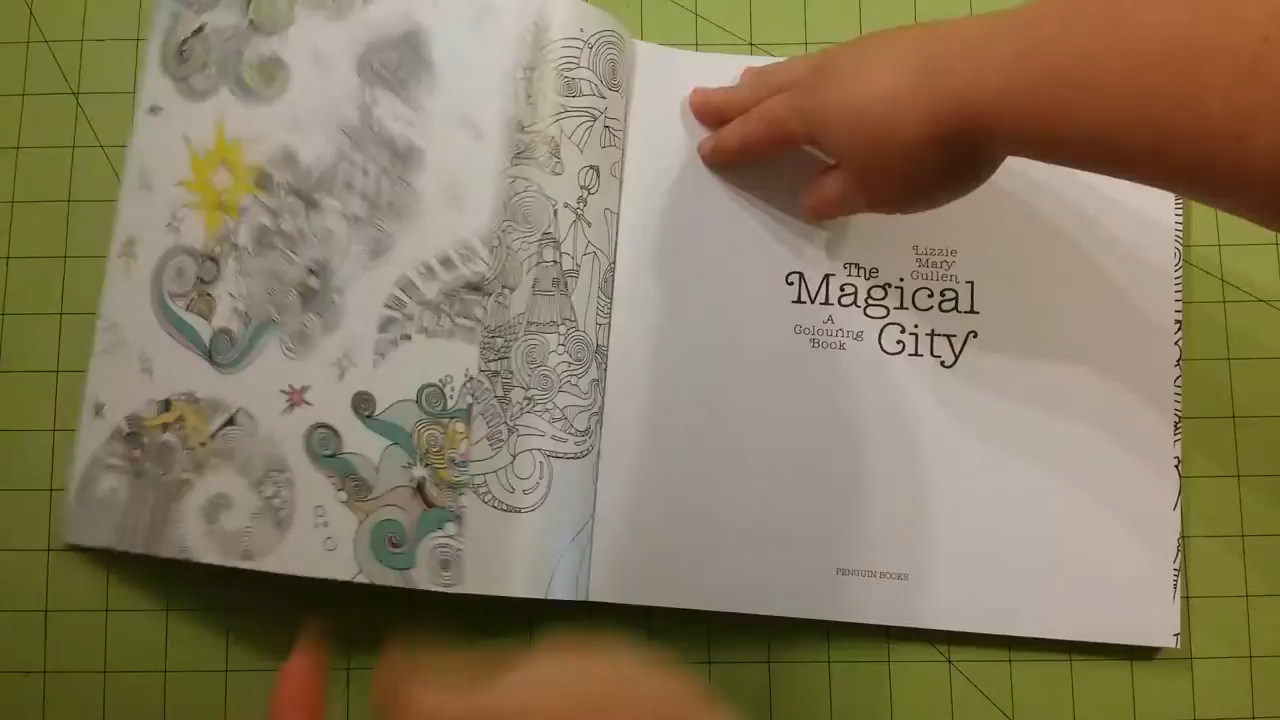 Lizzie
Mary
Cullen
The
Magical
A
Colouring
Book
City
PENGUIN BOOKS